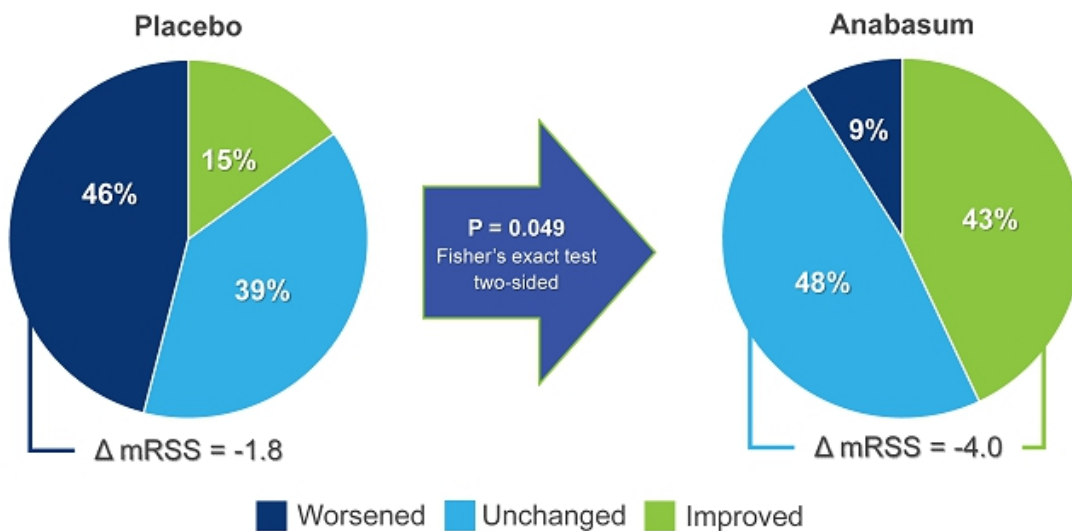 Placebo
Anabasum
15%
46%
39%
P = 0.049
Fisher's exact test
two-sided
9%
43%
48%
Δ mRSS = -1.8
Δ mRSS = -4.0
Worsened Unchanged Improved